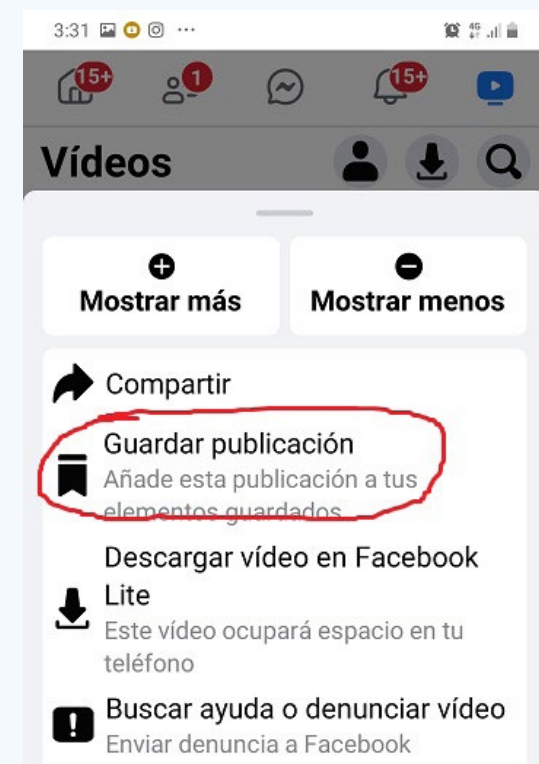 3:31
4G
15+ 1 15+
Vídeos
Mostrar más Mostrar menos
Compartir
Guardar publicación
Añade esta publicación a tus
elementos guardados
Descargar vídeo en Facebook
Lite
Este vídeo ocupará espacio en tu
teléfono
Buscar ayuda o denunciar vídeo
Enviar denuncia a Facebook